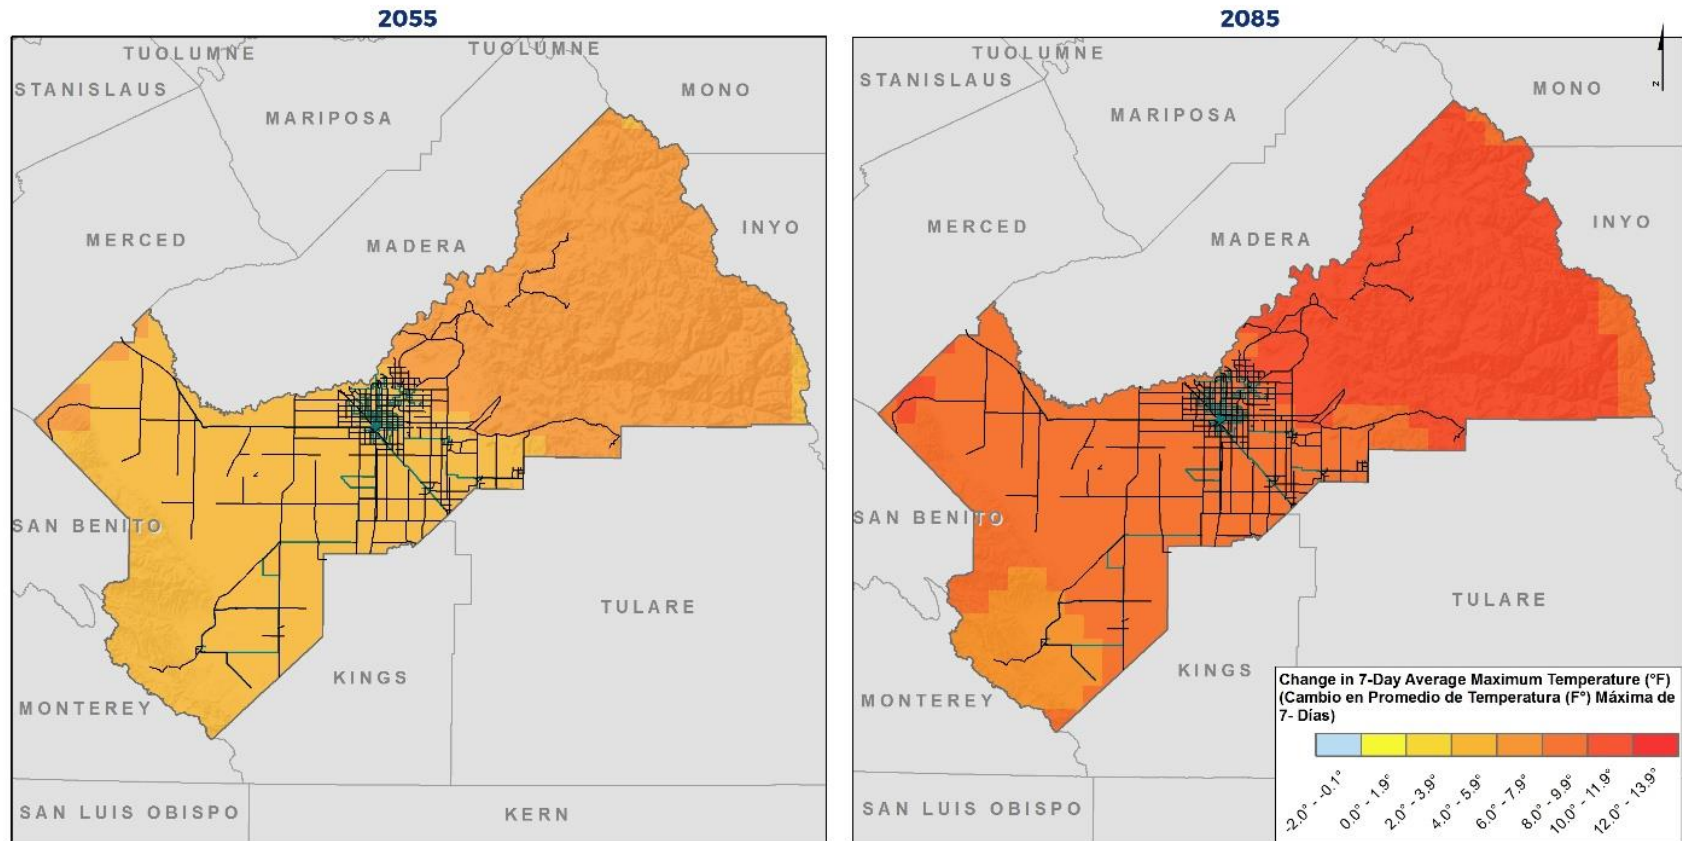 2055
2085
TUOLUMNE
TUOLUMNE
STANISLAUS
MARIPOSA
MONO
MERCED
MADERA
INYO
SAN BENITO
TULARE
KINGS
MONTEREY
SAN LUIS OBISPO
KERN
TUOLUMNE
STANISLAUS
MARIPOSA
MONO
MERCED
MADERA
INYO
SAN BENITO
TULARE
KINGS
MONTEREY
SAN LUIS OBISPO
Z
Change in 7-Day Average Maximum Temperature (°F)
(Cambio en Promedio de Temperatura (F°) Máxima de
7- Días)
-2.0° - -0.1°
0.0° - 1.9°
2.0° - 3.9°
4.0° - 5.9°
6.0° - 7.9°
8.0° - 9.9°
10.0° - 11.9°
12.0° - 13.9°